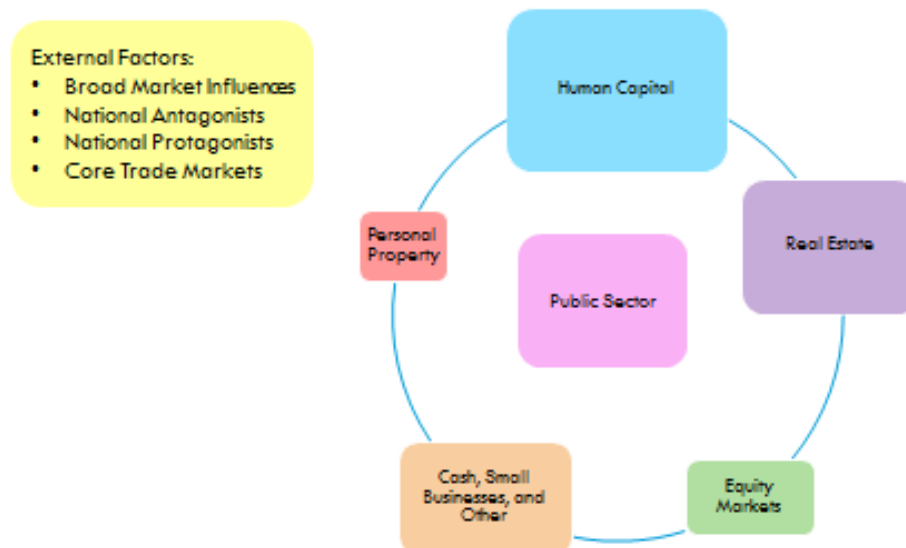 External Factors:
• Broad Market Influences
• National Antagonists
• National Protagonists
• Core Trade Markets
Human Capital
Real Estate
Personal
Property
Public Sector
Cash, Small
Businesses, and
Other
Equity
Markets